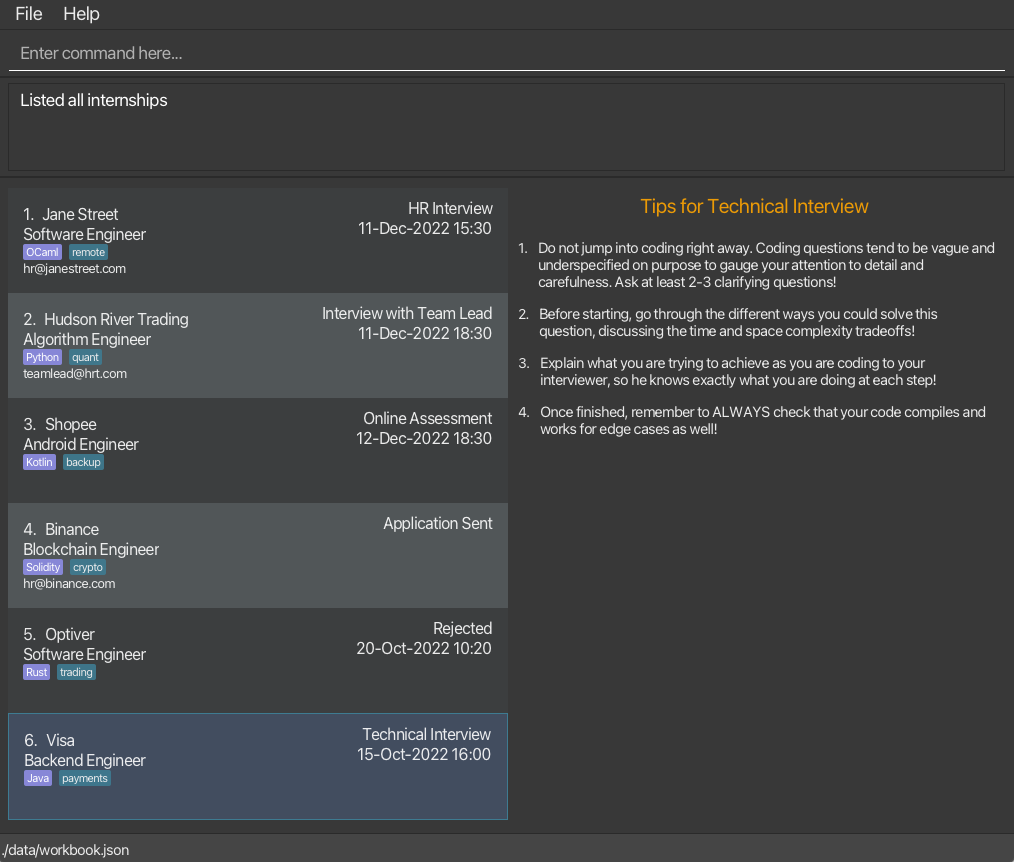 File Help
Enter command here...
Listed all internships
1. Jane Street
Software Engineer
OCaml remote
hr@janestreet.com
HR Interview
11-Dec-2022 15:30
2. Hudson River Trading
Algorithm Engineer
Python quant
teamlead@hrt.com
Interview with Team Lead
11-Dec-2022 18:30
3. Shopee
Android Engineer
Kotlin backup
Online Assessment
12-Dec-2022 18:30
4. Binance
Blockchain Engineer
Solidity crypto
hr@binance.com
Application Sent
5. Optiver
Software Engineer
Rust trading
Rejected
20-Oct-2022 10:20
6. Visa
Backend Engineer
Java payments
Technical Interview
15-Oct-2022 16:00
Tips for Technical Interview
1. Do not jump into coding right away. Coding questions tend to be vague and
underspecified on purpose to gauge your attention to detail and
carefulness. Ask at least 2-3 clarifying questions!
2. Before starting, go through the different ways you could solve this
question, discussing the time and space complexity tradeoffs!
3. Explain what you are trying to achieve as you are coding to your
interviewer, so he knows exactly what you are doing at each step!
4. Once finished, remember to ALWAYS check that your code compiles and
works for edge cases as well!
./data/workbook.json